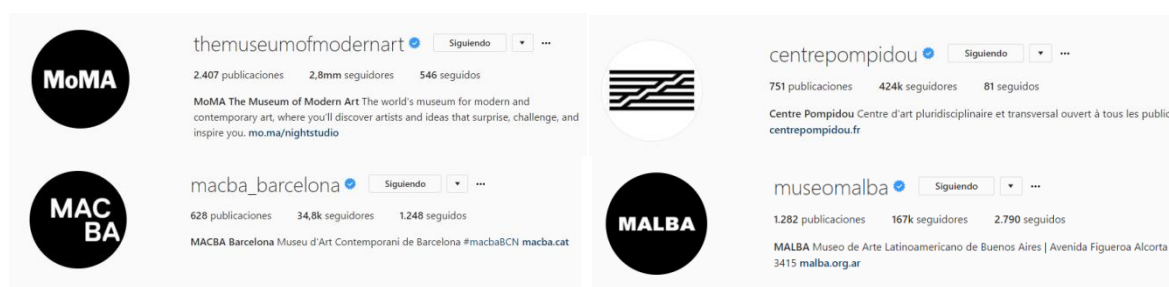 MoMA
themuseumofmodernart Siguiendo
2.407 publicaciones 2,8mm seguidores 546 seguidos
MoMA The Museum of Modern Art The world's museum for modern and
contemporary art, where you'll discover artists and ideas that surprise, challenge, and
inspire you. mo.ma/nightstudio
centrepompidou Siguiendo
751 publicaciones 424k seguidores 81 seguidos
Centre Pompidou Centre d'art pluridisciplinaire et transversal ouvert à tous les public
centrepompidou.fr
MAC
BA
macba_barcelona Siguiendo
628 publicaciones 34,8k seguidores 1.248 seguidos
MACBA Barcelona Museu d'Art Contemporani de Barcelona #macbaBCN macba.cat
MALBA
museomalba Siguiendo
1.282 publicaciones 167k seguidores 2.790 seguidos
MALBA Museo de Arte Latinoamericano de Buenos Aires | Avenida Figueroa Alcorta
3415 malba.org.ar